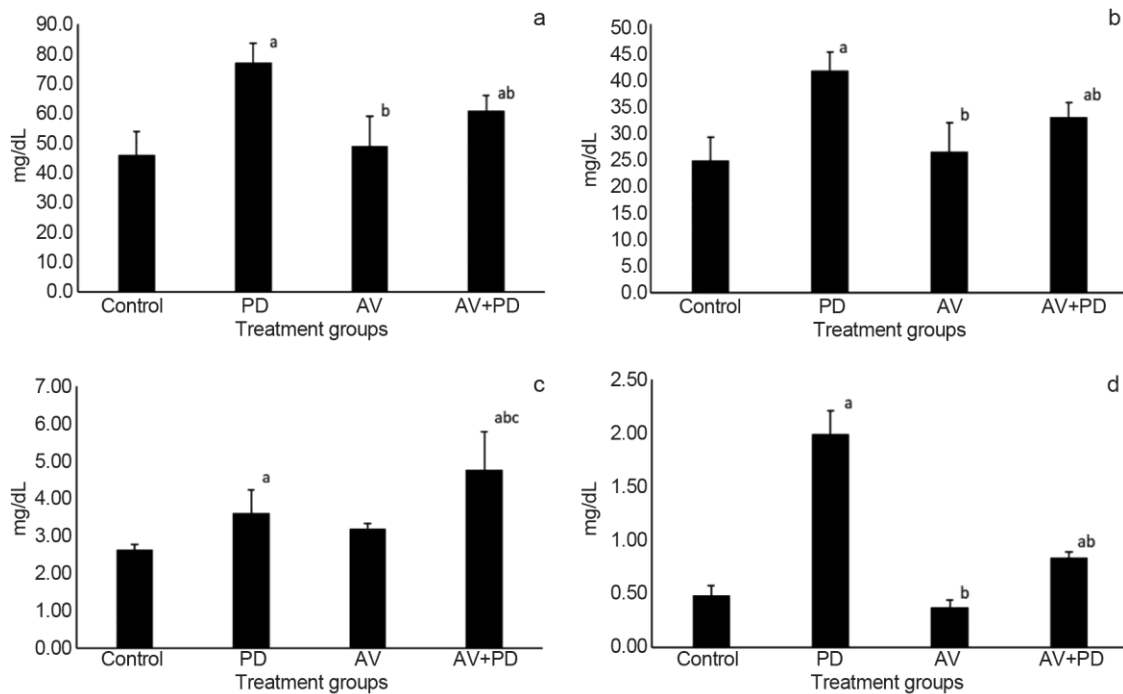 a
90.0
80.0
70.0
60.0
50.0
40.0
30.0
20.0
10.0
0.0
mg/dL
a
b
ab
Control PD AV AV+PD
Treatment groups
b
50.0
45.0
40.0
35.0
30.0
25.0
20.0
15.0
10.0
5.0
0.0
mg/dL
a
b
ab
Control PD AV AV+PD
Treatment groups
c
7.00
6.00
5.00
4.00
3.00
2.00
1.00
0.00
mg/dL
a
abc
Control PD AV AV+PD
Treatment groups
d
2.50
2.00
1.50
1.00
0.50
0.00
mg/dL
a
b
ab
Control PD AV AV+PD
Treatment groups